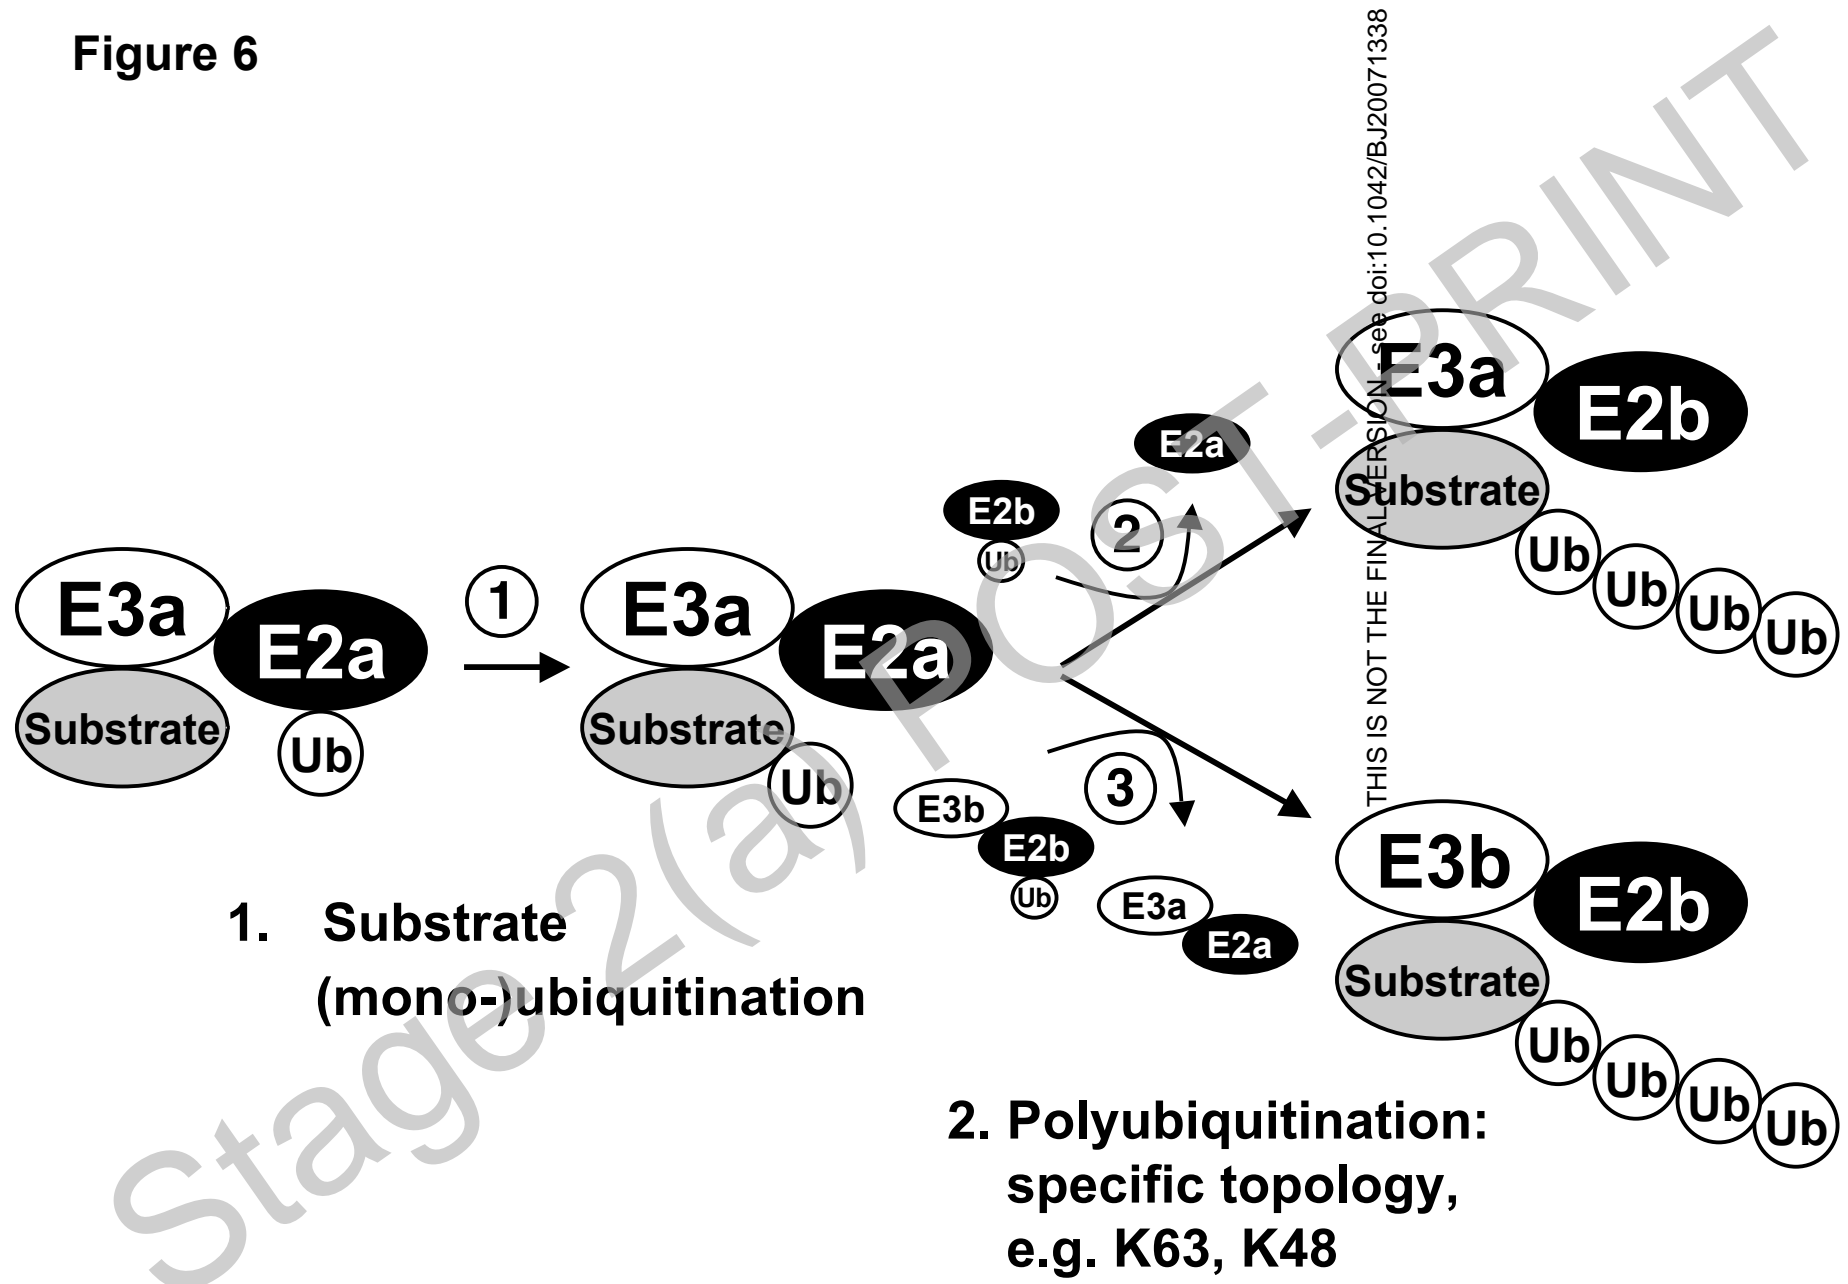 Figure 6
THIS IS NOT THE FINAL VERSION - see doi:10.1042/BJ20071338
Stage 2(a) POST-PRINT
E3a
E2a
Substrate
Ub
1
E3a
E2a
Substrate
Ub
E2b
Ub
2
E2a
E3a
E2b
Substrate
Ub
Ub
Ub
Ub
E3b
E2b
Ub
3
E3a
E2a
E3b
E2b
Substrate
Ub
Ub
Ub
Ub
1. Substrate
(mono-)ubiquitination
2. Polyubiquitination:
specific topology,
e.g. K63, K48